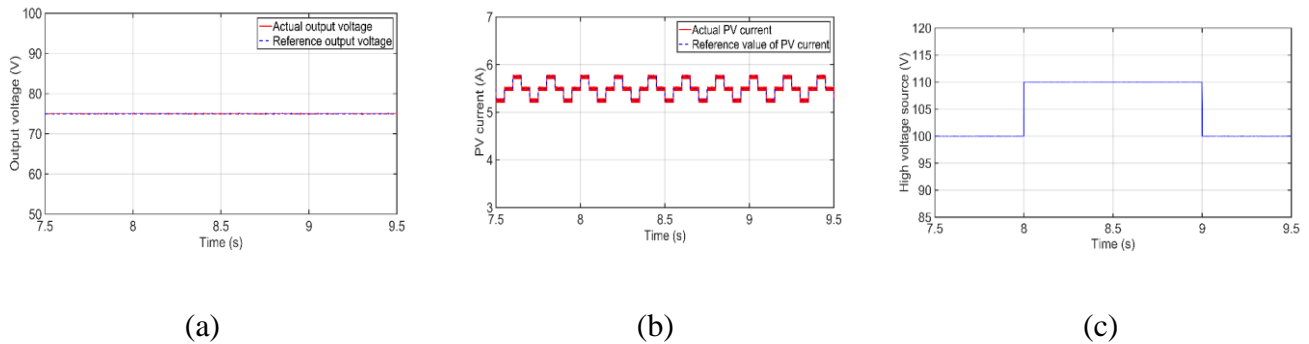 100
90
80
70
60
50
Output voltage (V)
Actual output voltage
Reference output voltage
7.5 8 8.5 9 9.5
Time (s)
(a)
7
6
5
4
3
PV current (A)
Actual PV current
Reference value of PV current
7.5 8 8.5 9 9.5
Time (s)
(b)
120
115
110
105
100
95
90
85
High voltage source (V)
7.5 8 8.5 9 9.5
Time (s)
(c)